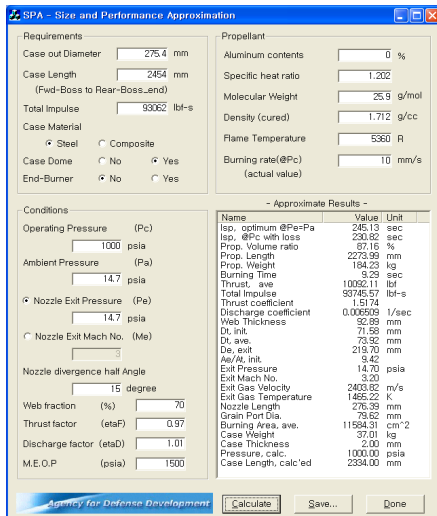 SPA - Size and Performance Approximation
Requirements
Case out Diameter 275.4 mm
Case Length 2454 mm
(Fwd-Boss to Rear-Boss_end)
Total Impulse 93062 lbf-s
Case Material
Steel Composite
Case Dome No Yes
End-Burner No Yes
Propellant
Aluminum contents 0 %
Specific heat ratio 1.202
Molecular Weight 25.9 g/mol
Density (cured) 1.712 g/cc
Flame Temperature 5360 R
Burning rate(@Pc) 10 mm/s
(actual value)
Conditions
Operating Pressure (Pc)
1000 psia
Ambient Pressure (Pa)
14.7 psia
Nozzle Exit Pressure (Pe)
14.7 psia
Nozzle Exit Mach No. (Me)
3
Nozzle divergence half Angle
15 degree
Web fraction (%) 70
Thrust factor (etaF) 0.97
Discharge factor (etaD) 1.01
M.E.O.P (psia) 1500
- Approximate Results -
Name Value Unit
Isp, optimum @Pe=Pa 245.13 sec
Isp, @Pc with loss 230.82 sec
Prop. Volume ratio 87.16 %
Prop. Length 2273.99 mm
Prop. Weight 184.23 kg
Burning Time 9.29 sec
Thrust, ave 10092.11 lbf
Total Impulse 93745.57 lbf-s
Thrust coefficient 1.5174
Discharge coefficient 0.006509 1/sec
Web Thickness 92.89 mm
Dt, init. 71.58 mm
Dt, ave. 73.92 mm
De, exit 219.70 mm
Ae/At, init. 9.42
Exit Pressure 14.70 psia
Exit Mach No. 3.20
Exit Gas Velocity 2403.82 m/s
Exit Gas Temperature 1465.22 K
Nozzle Length 276.39 mm
Grain Port Dia. 79.62 mm
Burning Area, ave. 11584.31 cm^2
Case Weight 37.01 kg
Case Thickness 2.00 mm
Pressure, calc. 1000.00 psia
Case Length, calc'ed 2334.00 mm
Agency for Defense Development
Calculate Save... Done